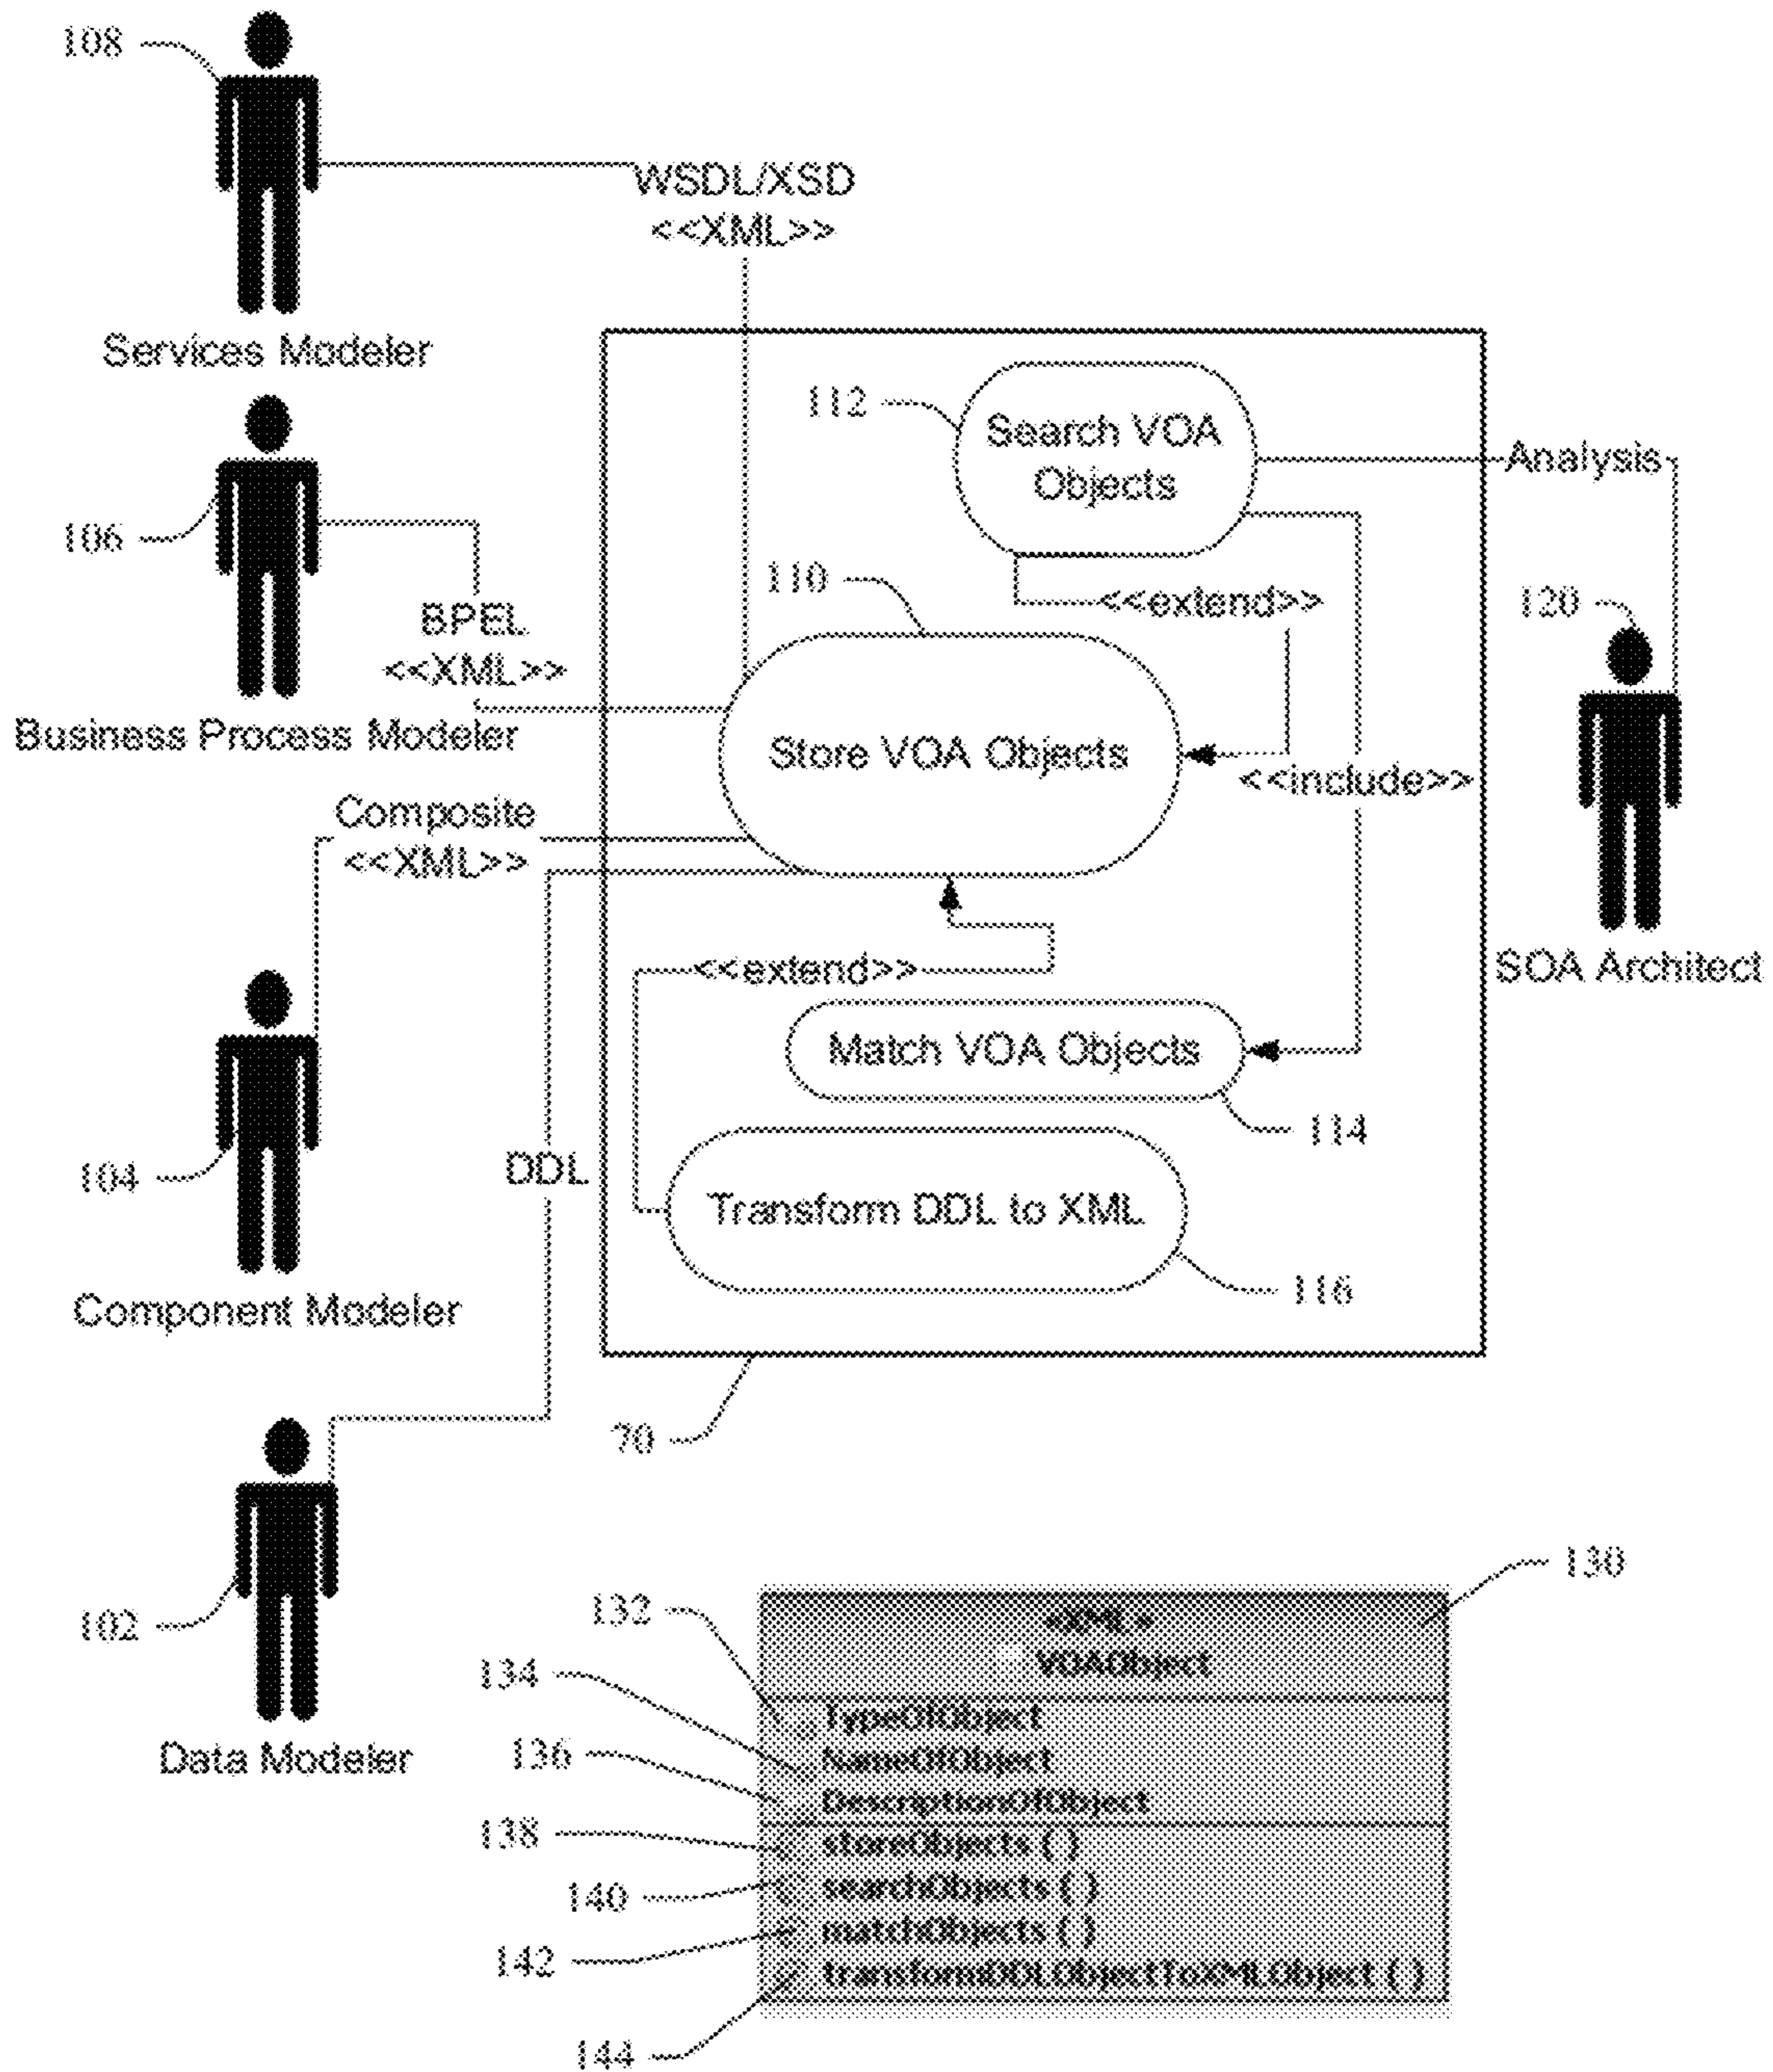 108
WSDL/XSD
<<XML>>
Services Modeler
112
Search VOA
Objects
Analysis
106
110
<<extend>>
120
BPEL
<<XML>>
Business Process Modeler
Store VOA Objects
<<include>>
Composite
<<XML>>
<<extend>>
SOA Architect
Match VOA Objects
114
104
DDL
Transform DDL to XML
116
Component Modeler
70
130
102
132
«XML»
VOAObject
134
TypeOfObject
Data Modeler
136
NameOfObject
DescriptionOfObject
138
storeObjects ( )
140
searchObjects ( )
142
matchObjects ( )
transformDDLObjectToXMLObject ( )
144